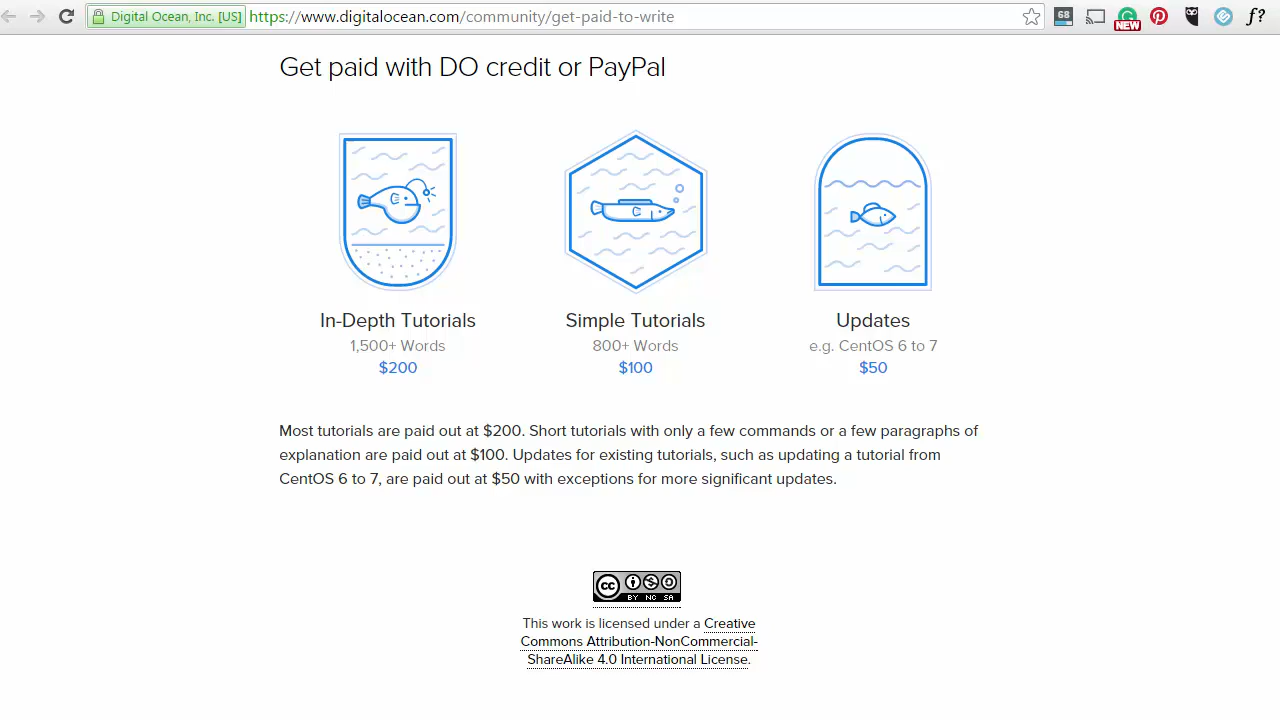 Digital Ocean, Inc. [US] https://www.digitalocean.com/community/get-paid-to-write
68
NEW
f?
Get paid with DO credit or PayPal
In-Depth Tutorials
1,500+ Words
$200
Simple Tutorials
800+ Words
$100
Updates
e.g. CentOS 6 to 7
$50
Most tutorials are paid out at $200. Short tutorials with only a few commands or a few paragraphs of
explanation are paid out at $100. Updates for existing tutorials, such as updating a tutorial from
CentOS 6 to 7, are paid out at $50 with exceptions for more significant updates.
cc
BY NC SA
This work is licensed under a Creative
Commons Attribution-NonCommercial-
ShareAlike 4.0 International License.